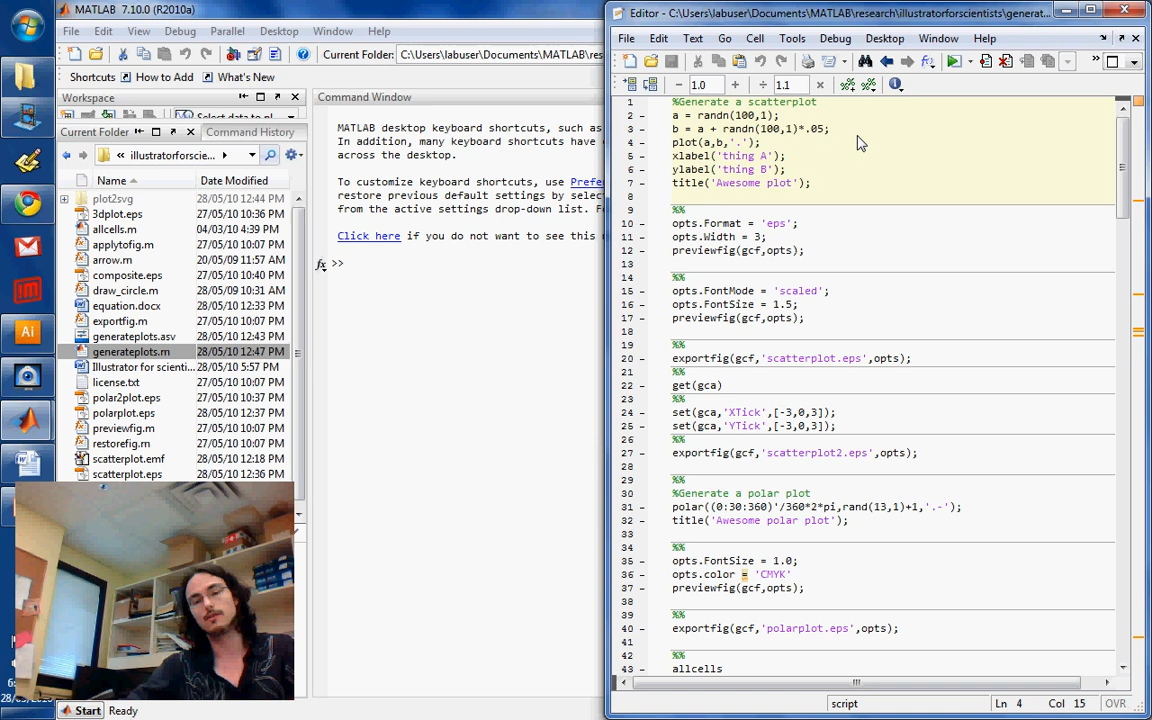 MATLAB 7.10.0 (R2010a)
File Edit View Debug Parallel Desktop Window Help
Current Folder: C:\Users\labuser\Documents\MATLAB\res
Shortcuts How to Add What's New
Workspace
Select data to pl
Current Folder Command History
« illustratorforscie...
Name Date Modified
plot2svg 28/05/10 12:44 PM
3dplot.eps 27/05/10 10:36 PM
allcells.m 04/03/10 4:39 PM
applytofig.m 27/05/10 10:07 PM
arrow.m 20/05/09 11:57 AM
composite.eps 27/05/10 10:40 PM
draw_circle.m 28/05/09 10:31 AM
equation.docx 28/05/10 12:33 PM
exportfig.m 27/05/10 10:07 PM
generateplots.asv 28/05/10 12:43 PM
generateplots.m 28/05/10 12:47 PM
Illustrator for scienti... 28/05/10 5:57 PM
license.txt 27/05/10 10:07 PM
polar2plot.eps 27/05/10 10:37 PM
polarplot.eps 28/05/10 12:37 PM
previewfig.m 27/05/10 10:07 PM
restorefig.m 27/05/10 10:07 PM
scatterplot.emf 28/05/10 12:18 PM
scatterplot.eps 28/05/10 12:36 PM
Start Ready
Ai
Command Window
MATLAB desktop keyboard shortcuts, such as
In addition, many keyboard shortcuts have
across the desktop.
To customize keyboard shortcuts, use Prefe
restore previous default settings by selec
from the active settings drop-down list. Fo
Click here if you do not want to see this m
fx >>
Editor - C:\Users\labuser\Documents\MATLAB\research\illustratorforscientists\generat...
File Edit Text Go Cell Tools Debug Desktop Window Help
− 1.0 + ÷ 1.1 ×
1 %Generate a scatterplot
2 - a = randn(100,1);
3 - b = a + randn(100,1)*.05;
4 - plot(a,b,'.');
5 - xlabel('thing A');
6 - ylabel('thing B');
7 - title('Awesome plot');
8
9 %%
10 - opts.Format = 'eps';
11 - opts.Width = 3;
12 - previewfig(gcf,opts);
13
14 %%
15 - opts.FontMode = 'scaled';
16 - opts.FontSize = 1.5;
17 - previewfig(gcf,opts);
18
19 %%
20 - exportfig(gcf,'scatterplot.eps',opts);
21 %%
22 - get(gca)
23 %%
24 - set(gca,'XTick',[-3,0,3]);
25 - set(gca,'YTick',[-3,0,3]);
26 %%
27 - exportfig(gcf,'scatterplot2.eps',opts);
28
29 %%
30 %Generate a polar plot
31 - polar((0:30:360)'/360*2*pi,rand(13,1)+1,'.-');
32 - title('Awesome polar plot');
33
34 %%
35 - opts.FontSize = 1.0;
36 - opts.color = 'CMYK'
37 - previewfig(gcf,opts);
38
39 %%
40 - exportfig(gcf,'polarplot.eps',opts);
41
42 %%
43 - allcells
script Ln 4 Col 15 OVR